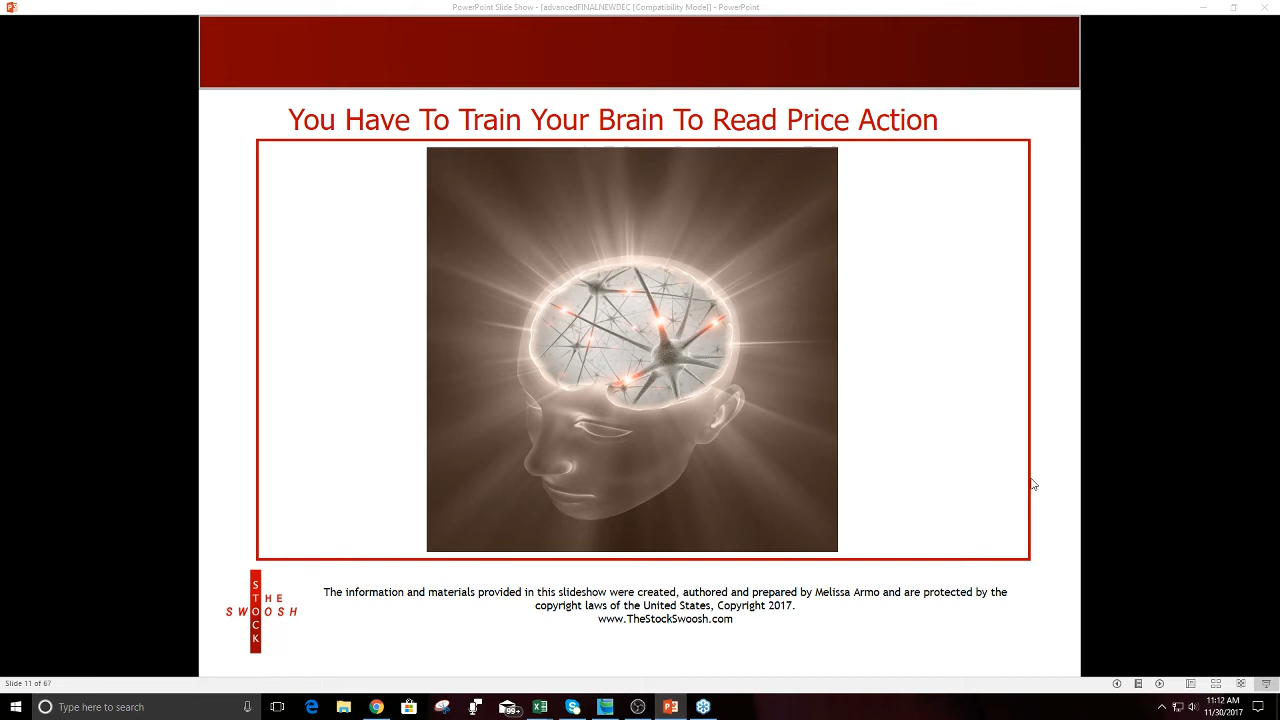 PowerPoint Slide Show - [advancedFINALNEWDEC [Compatibility Mode]] - PowerPoint
You Have To Train Your Brain To Read Price Action
STOCK
THE
SWOOSH
The information and materials provided in this slideshow were created, authored and prepared by Melissa Armo and are protected by the
copyright laws of the United States, Copyright 2017.
www.TheStockSwoosh.com
Slide 11 of 67
Type here to search
11:12 AM
11/30/2017